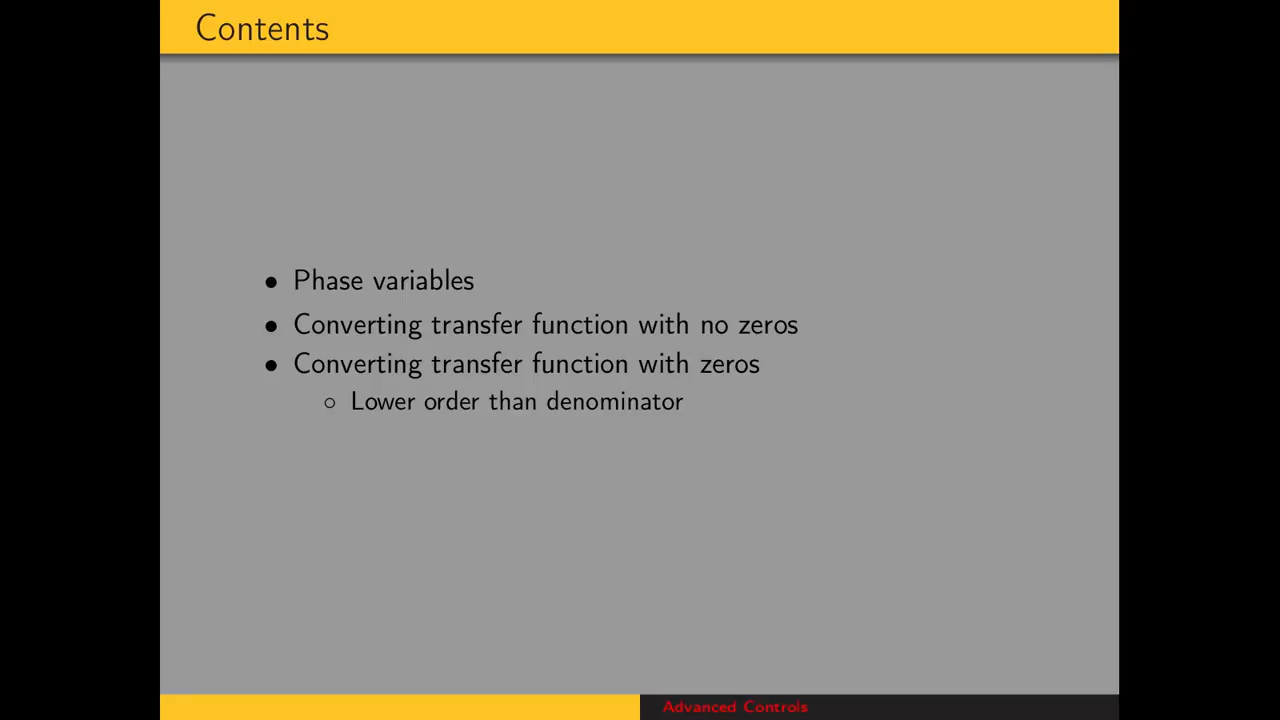 Contents
• Phase variables
• Converting transfer function with no zeros
• Converting transfer function with zeros
◦ Lower order than denominator
Advanced Controls